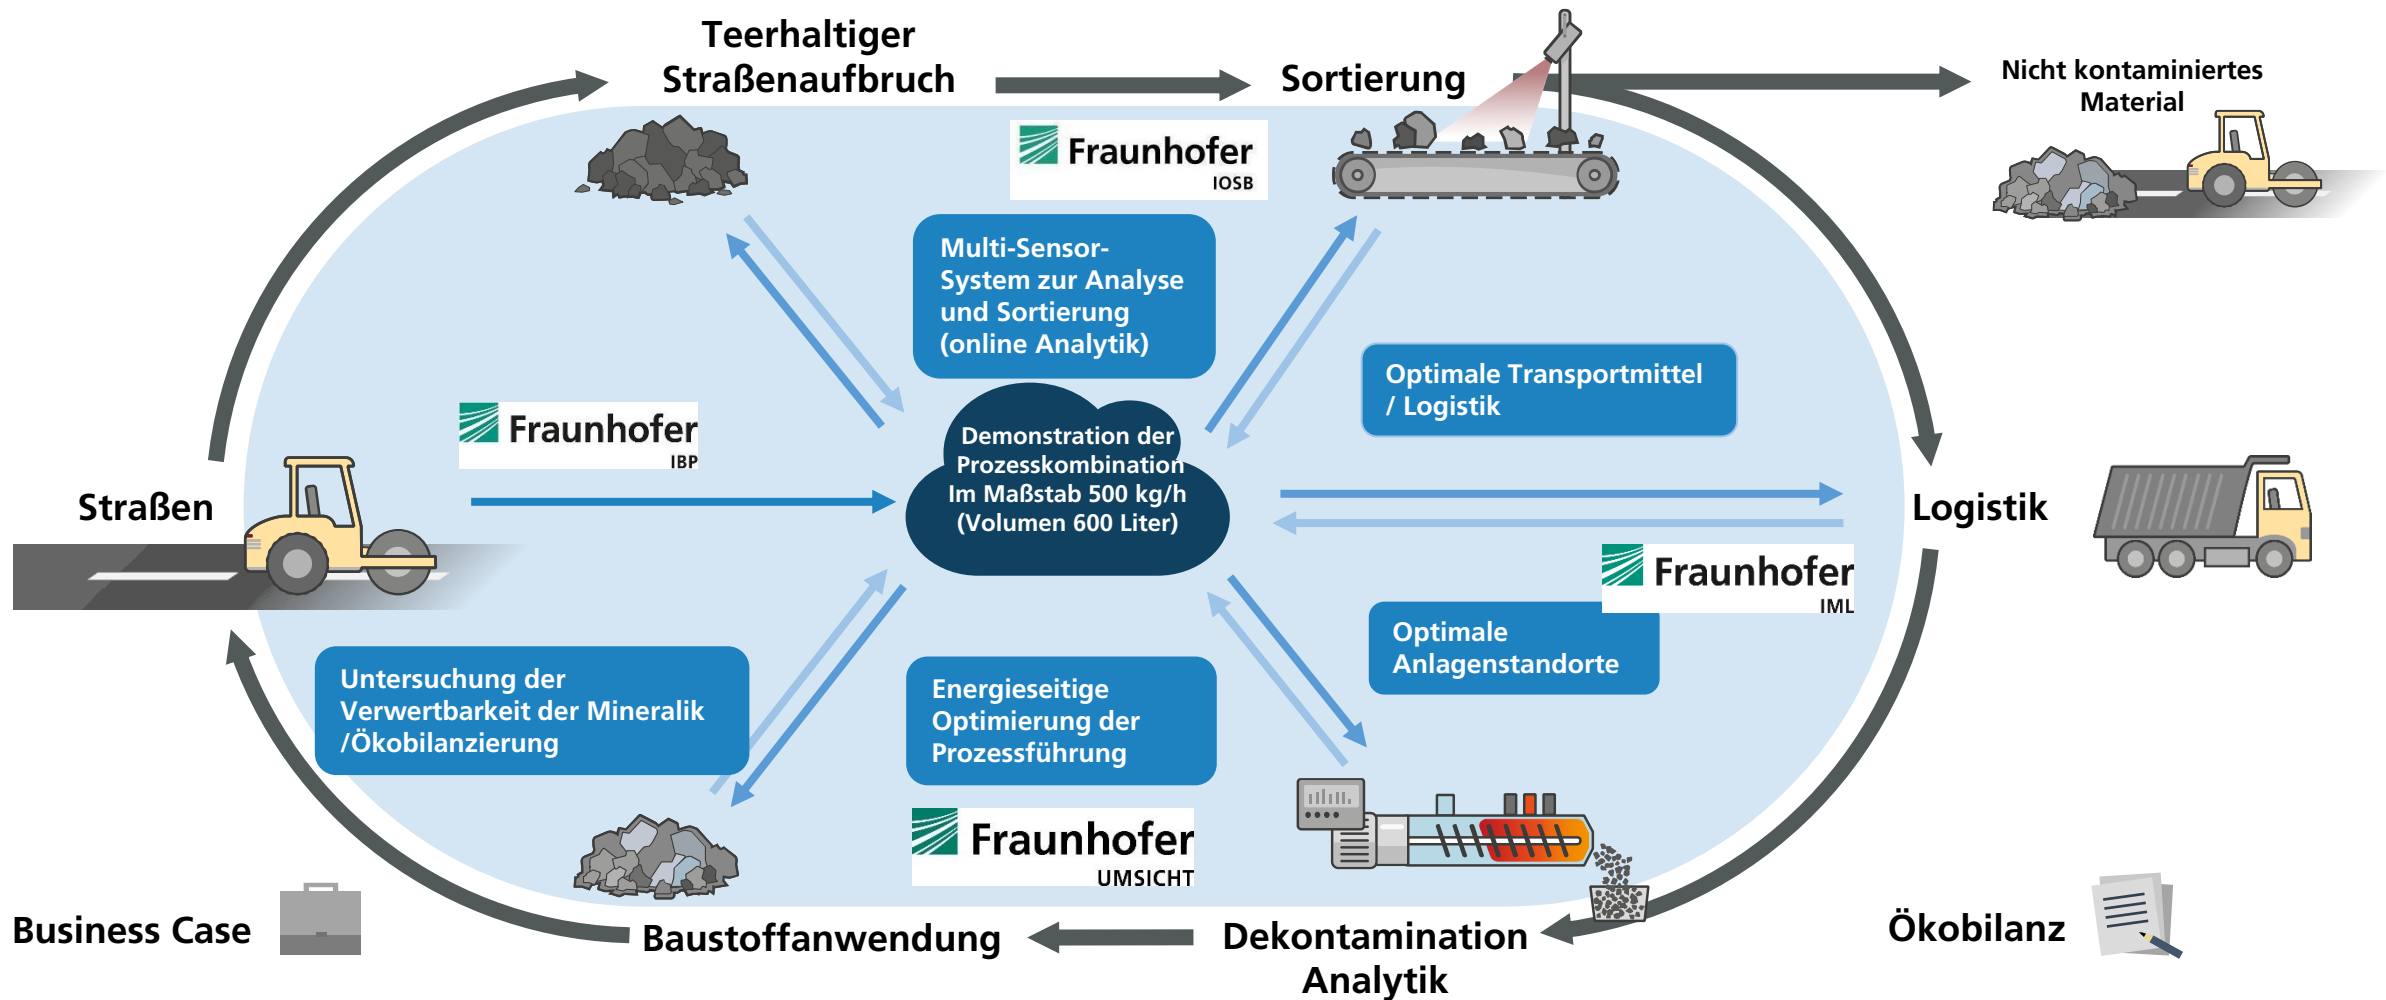 Teerhaltiger
Straßenaufbruch
Sortierung
Nicht kontaminiertes
Material
Fraunhofer
IOSB
Multi-Sensor-
System zur Analyse
und Sortierung
(online Analytik)
Optimale Transportmittel
/ Logistik
Fraunhofer
IBP
Demonstration der
Prozesskombination
Im Maßstab 500 kg/h
(Volumen 600 Liter)
Straßen
Logistik
Fraunhofer
IML
Optimale
Anlagenstandorte
Untersuchung der
Verwertbarkeit der Mineralik
/Ökobilanzierung
Energieseitige
Optimierung der
Prozessführung
Fraunhofer
UMSICHT
Business Case
Baustoffanwendung
Dekontamination
Analytik
Ökobilanz